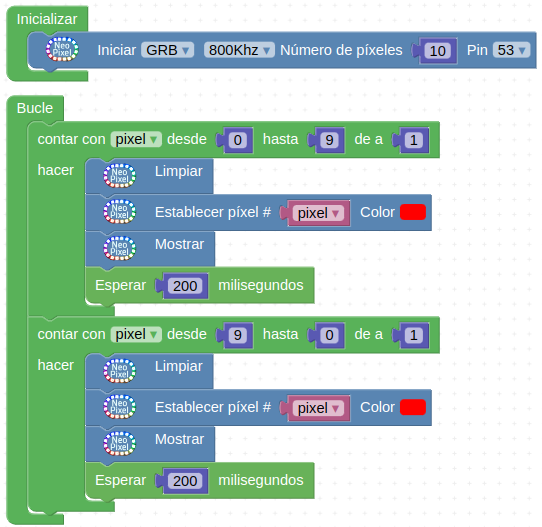 Inicializar
Neo Pixel Iniciar GRB 800Khz Número de píxeles 10 Pin 53
Bucle
contar con pixel desde 0 hasta 9 de a 1
hacer Neo Pixel Limpiar
Neo Pixel Establecer píxel # pixel Color
Neo Pixel Mostrar
Esperar 200 milisegundos
contar con pixel desde 9 hasta 0 de a 1
hacer Neo Pixel Limpiar
Neo Pixel Establecer píxel # pixel Color
Neo Pixel Mostrar
Esperar 200 milisegundos